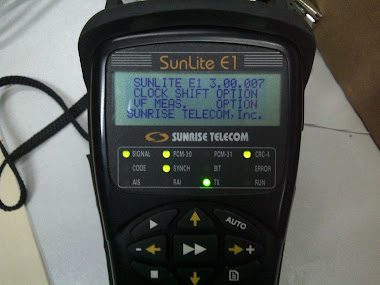 SunLite E1
SUNLITE E1 3.00.007
CLOCK SHIFT OPTION
VF MEAS. OPTION
SUNRISE TELECOM,Inc.
SUNRISE TELECOM
SIGNAL PCM-30 PCM-31 CRC-4
CODE SYNCH BIT ERROR
AIS RAI TX RUN
AUTO